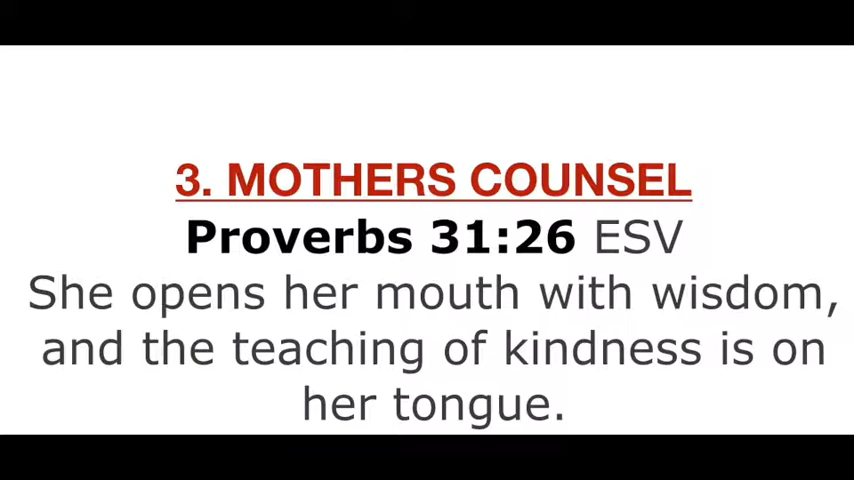 3. MOTHERS COUNSEL
Proverbs 31:26 ESV
She opens her mouth with wisdom,
and the teaching of kindness is on
her tongue.